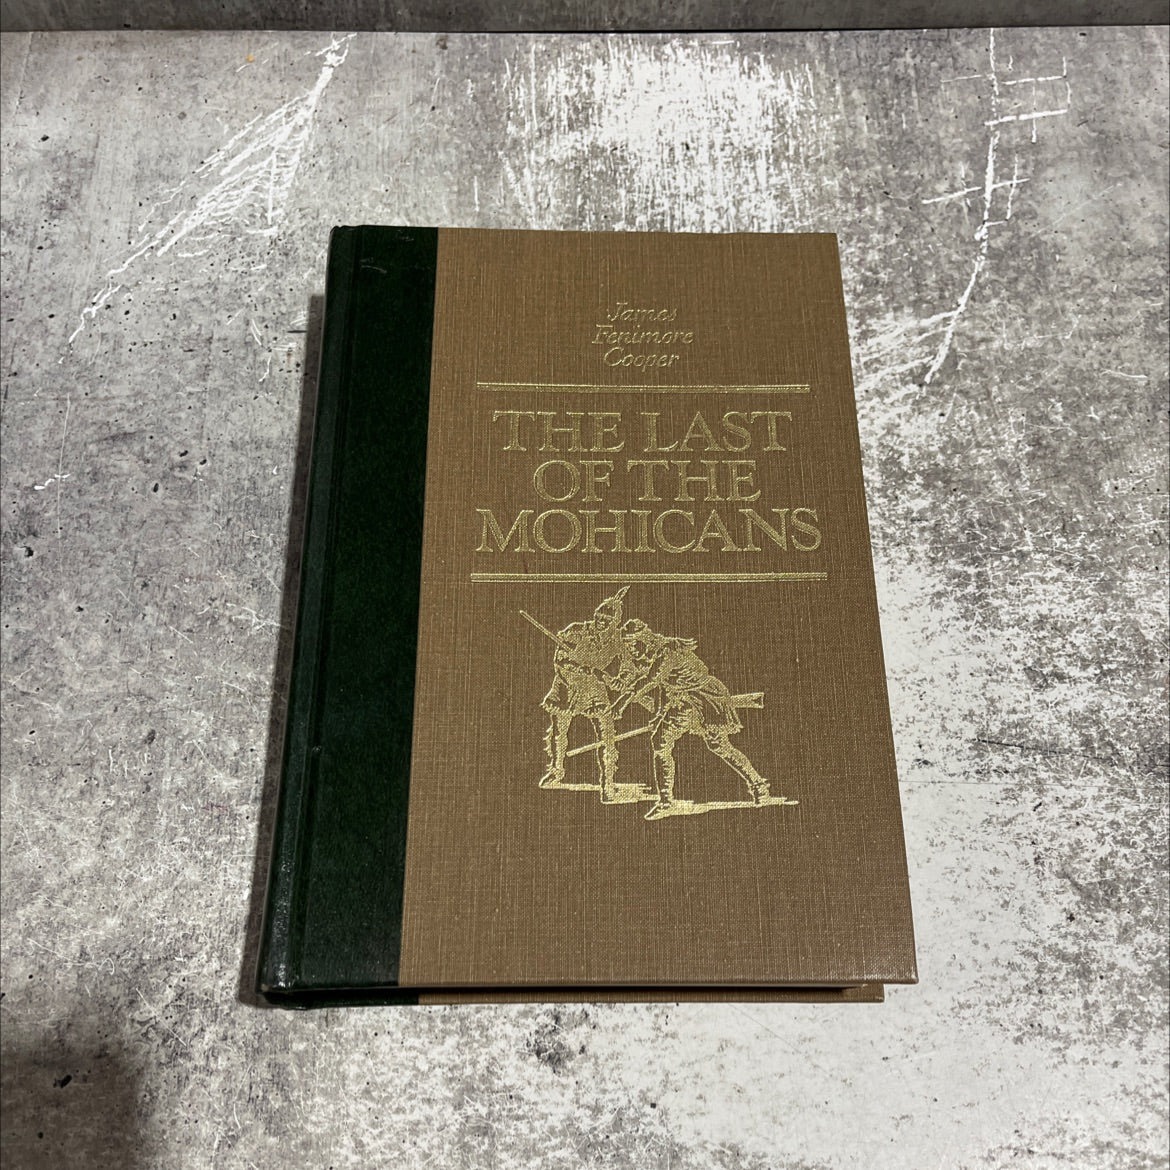 James
Fenimore
Cooper
THE LAST
OF THE
MOHICANS